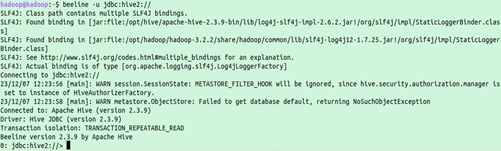 hadoop@hadoop:~$ beeline -u jdbc:hive2://
SLF4J: Class path contains multiple SLF4J bindings.
SLF4J: Found binding in [jar:file:/opt/hive/apache-hive-2.3.9-bin/lib/log4j-slf4j-impl-2.6.2.jar!/org/slf4j/impl/StaticLoggerBinder.clas
s]
SLF4J: Found binding in [jar:file:/opt/hadoop/hadoop-3.2.2/share/hadoop/common/lib/slf4j-log4j12-1.7.25.jar!/org/slf4j/impl/StaticLogger
Binder.class]
SLF4J: See http://www.slf4j.org/codes.html#multiple_bindings for an explanation.
SLF4J: Actual binding is of type [org.apache.logging.slf4j.Log4jLoggerFactory]
Connecting to jdbc:hive2://
23/12/07 12:23:56 [main]: WARN session.SessionState: METASTORE_FILTER_HOOK will be ignored, since hive.security.authorization.manager is
set to instance of HiveAuthorizerFactory.
23/12/07 12:23:58 [main]: WARN metastore.ObjectStore: Failed to get database default, returning NoSuchObjectException
Connected to: Apache Hive (version 2.3.9)
Driver: Hive JDBC (version 2.3.9)
Transaction isolation: TRANSACTION_REPEATABLE_READ
Beeline version 2.3.9 by Apache Hive
0: jdbc:hive2://>